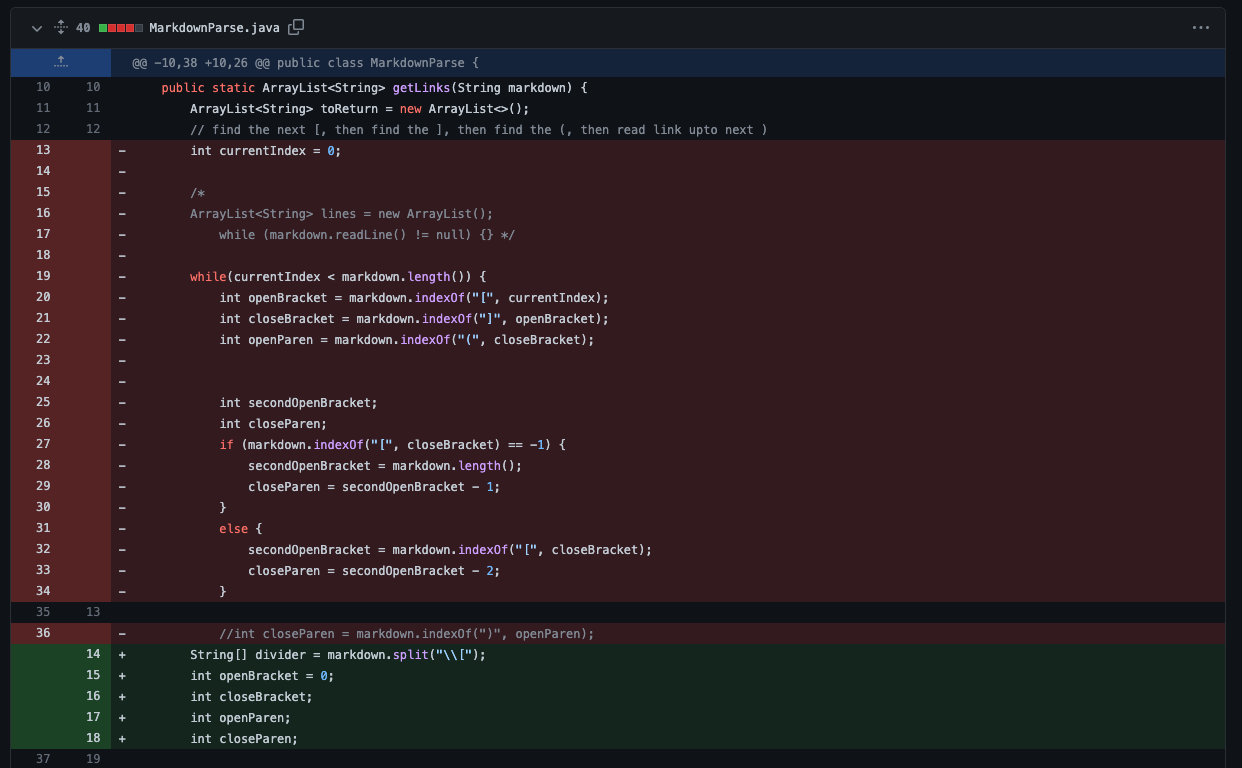 40 MarkdownParse.java
@@ -10,38 +10,26 @@ public class MarkdownParse {
10 10 public static ArrayList<String> getLinks(String markdown) {
11 11 ArrayList<String> toReturn = new ArrayList<>();
12 12 // find the next [, then find the ], then find the (, then read link upto next )
13 - int currentIndex = 0;
14 -
15 - /*
16 - ArrayList<String> lines = new ArrayList();
17 - while (markdown.readLine() != null) {} */
18 -
19 - while(currentIndex < markdown.length()) {
20 - int openBracket = markdown.indexOf("[", currentIndex);
21 - int closeBracket = markdown.indexOf("]", openBracket);
22 - int openParen = markdown.indexOf("(", closeBracket);
23 -
24 -
25 - int secondOpenBracket;
26 - int closeParen;
27 - if (markdown.indexOf("[", closeBracket) == -1) {
28 - secondOpenBracket = markdown.length();
29 - closeParen = secondOpenBracket - 1;
30 - }
31 - else {
32 - secondOpenBracket = markdown.indexOf("[", closeBracket);
33 - closeParen = secondOpenBracket - 2;
34 - }
35 13
36 - //int closeParen = markdown.indexOf(")", openParen);
14 + String[] divider = markdown.split("\\[");
15 + int openBracket = 0;
16 + int closeBracket;
17 + int openParen;
18 + int closeParen;
37 19